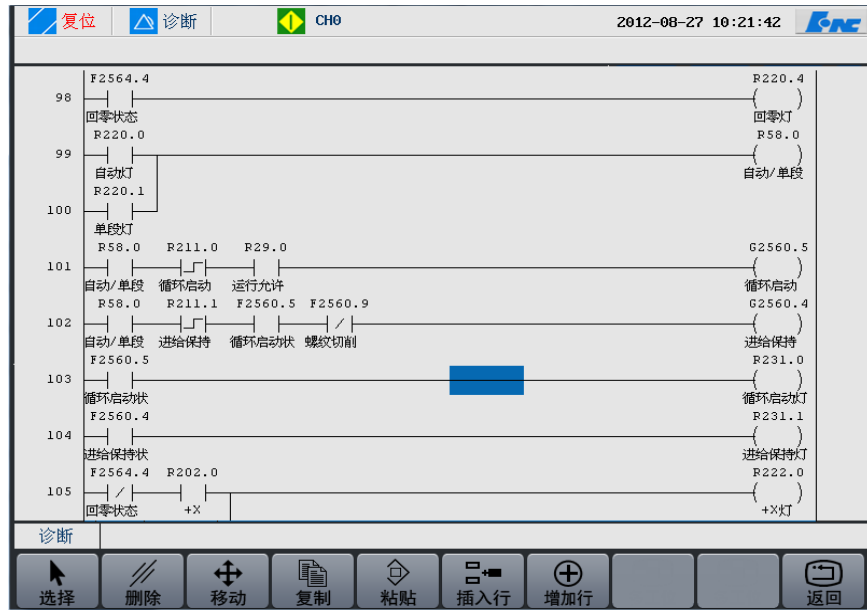 复位 诊断 CH0 2012-08-27 10:21:42 HNC
F2564.4 R220.4
98
回零状态 回零灯
R220.0 R58.0
99
自动灯 自动/单段
R220.1
100
单段灯
R58.0 R211.0 R29.0 G2560.5
101
自动/单段 循环启动 运行允许 循环启动
R58.0 R211.1 F2560.5 F2560.9 G2560.4
102
自动/单段 进给保持 循环启动状 螺纹切削 进给保持
F2560.5 R231.0
103
循环启动状 循环启动灯
F2560.4 R231.1
104
进给保持状 进给保持灯
F2564.4 R202.0 R222.0
105
回零状态 +X +X灯
诊断
选择 删除 移动 复制 粘贴 插入行 增加行 返回